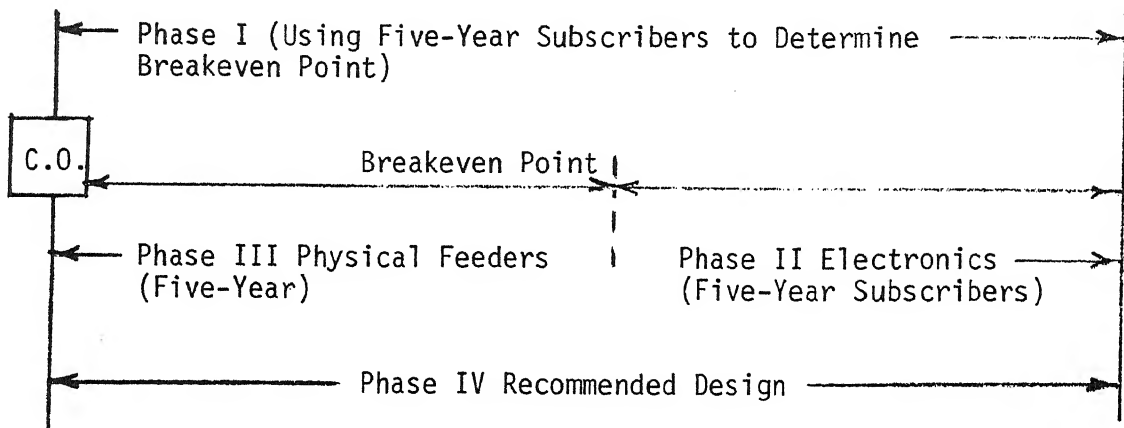 Phase I (Using Five-Year Subscribers to Determine
Breakeven Point)
C.O.
Breakeven Point
Phase III Physical Feeders
(Five-Year)
Phase II Electronics
(Five-Year Subscribers)
Phase IV Recommended Design